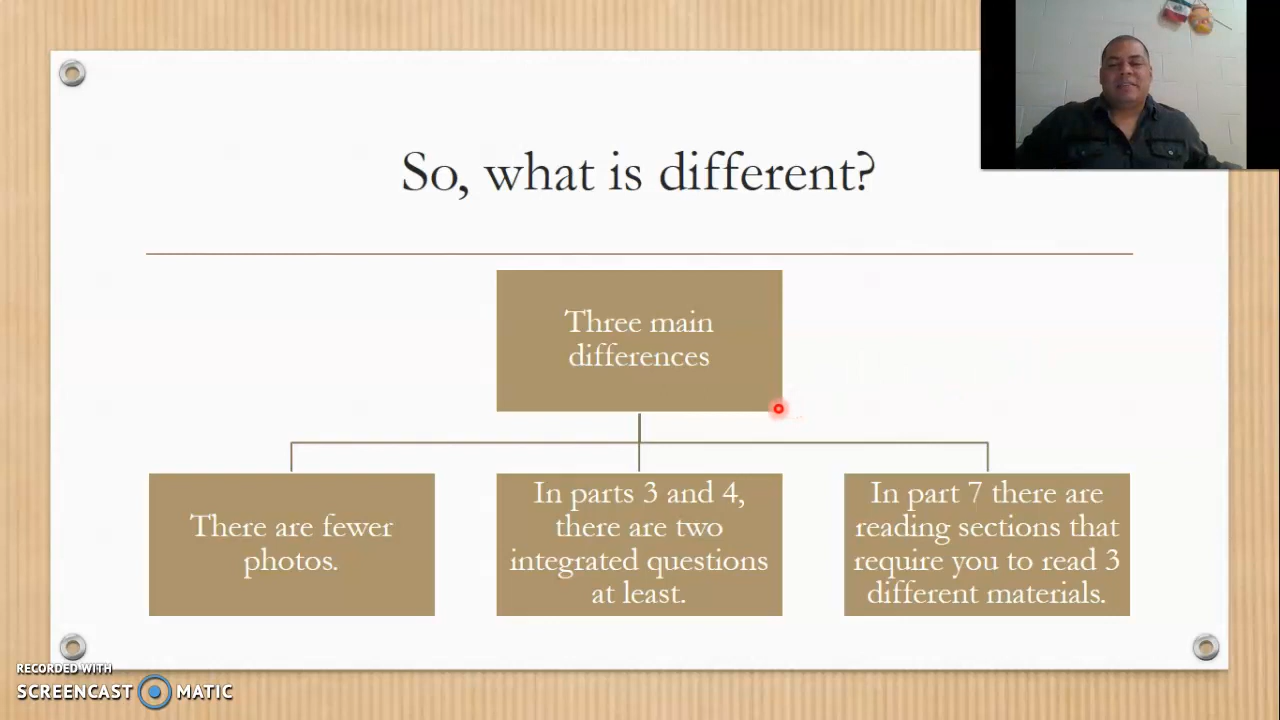 So, what is different?
Three main
differences
There are fewer
photos.
In parts 3 and 4,
there are two
integrated questions
at least.
In part 7 there are
reading sections that
require you to read 3
different materials.
RECORDED WITH
SCREENCAST MATIC